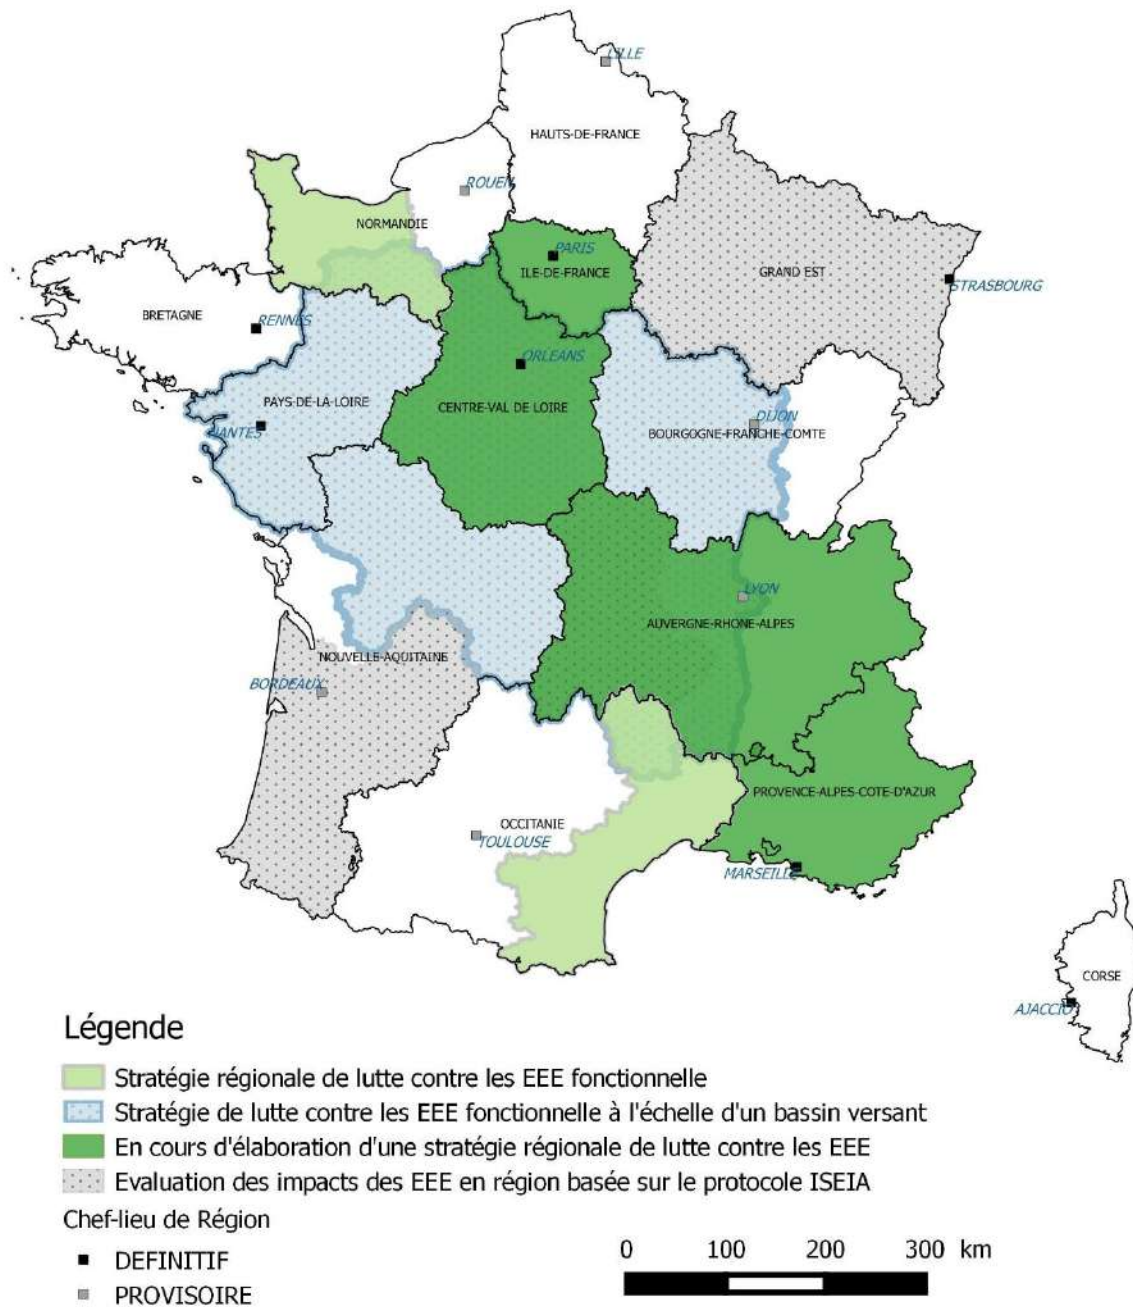 LILLE
HAUTS-DE-FRANCE
ROUEN
NORMANDIE
PARIS
ILE-DE-FRANCE
GRAND EST
STRASBOURG
BRETAGNE
RENNES
ORLEANS
PAYS-DE-LA-LOIRE
CENTRE-VAL DE LOIRE
NANTES
DIJON
BOURGOGNE-FRANCHE-COMTE
LYON
AUVERGNE-RHONE-ALPES
NOUVELLE-AQUITAINE
BORDEAUX
PROVENCE-ALPES-COTE-D'AZUR
OCCITANIE
TOULOUSE
MARSEILLE
CORSE
AJACCIO
Légende
Stratégie régionale de lutte contre les EEE fonctionnelle
Stratégie de lutte contre les EEE fonctionnelle à l'échelle d'un bassin versant
En cours d'élaboration d'une stratégie régionale de lutte contre les EEE
Evaluation des impacts des EEE en région basée sur le protocole ISEIA
Chef-lieu de Région
DEFINITIF
PROVISOIRE
0 100 200 300 km